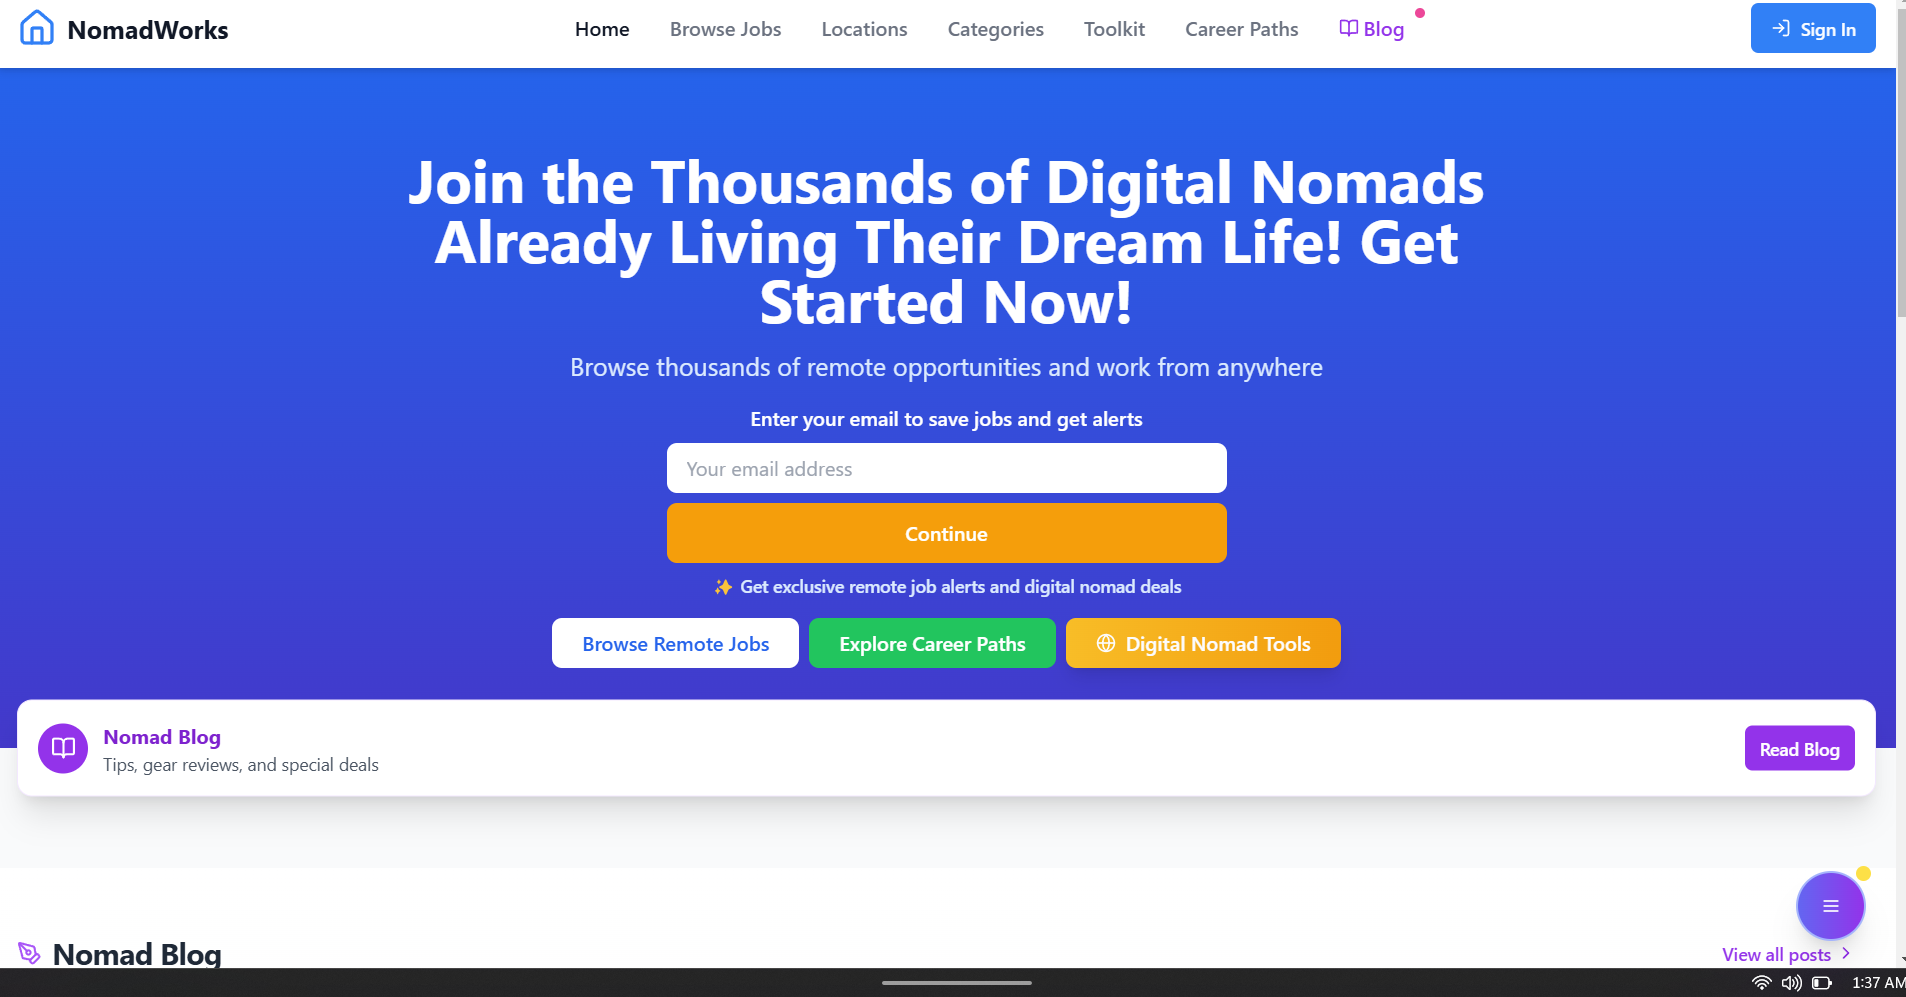 NomadWorks
Home
Browse Jobs
Locations
Categories
Toolkit
Career Paths
Blog
Sign In
Join the Thousands of Digital Nomads
Already Living Their Dream Life! Get
Started Now!
Browse thousands of remote opportunities and work from anywhere
Enter your email to save jobs and get alerts
Your email address
Continue
✨ Get exclusive remote job alerts and digital nomad deals
Browse Remote Jobs
Explore Career Paths
Digital Nomad Tools
Nomad Blog
Tips, gear reviews, and special deals
Read Blog
Nomad Blog
View all posts
1:37 AM